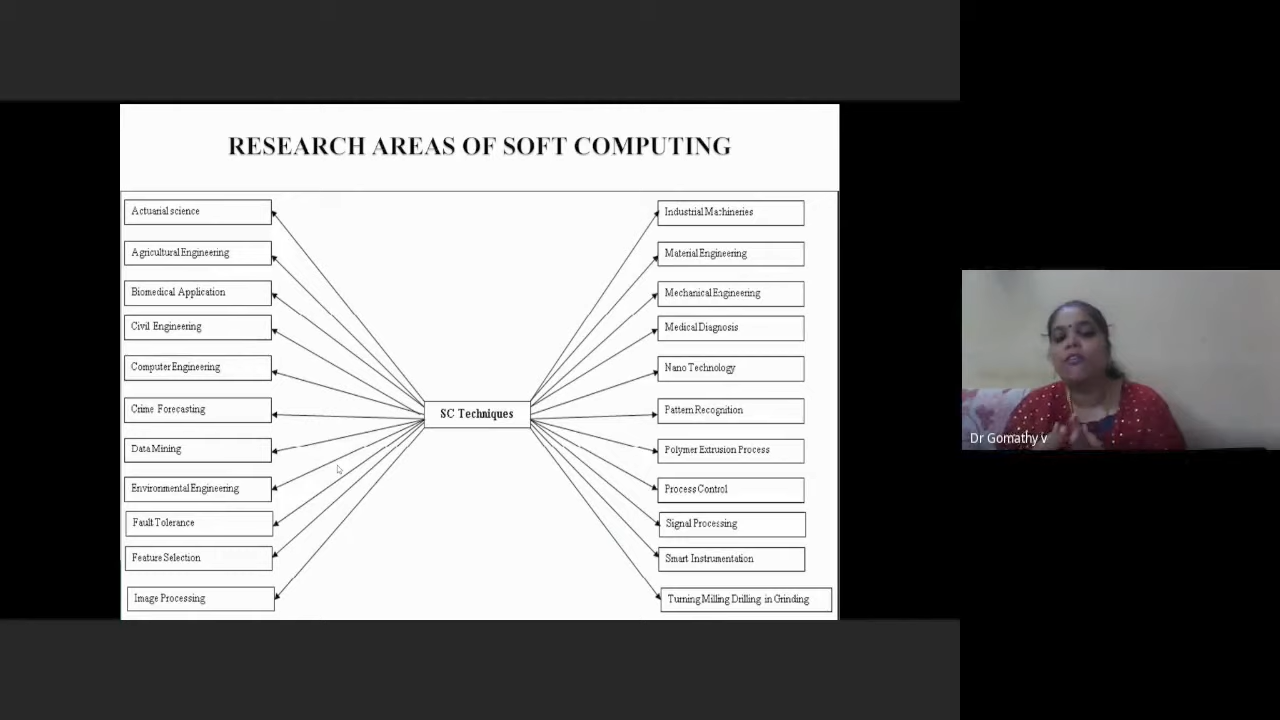 RESEARCH AREAS OF SOFT COMPUTING
Actuarial science
Agricultural Engineering
Biomedical Application
Civil Engineering
Computer Engineering
Crime Forecasting
Data Mining
Environmental Engineering
Fault Tolerance
Feature Selection
Image Processing
SC Techniques
Industrial Machineries
Material Engineering
Mechanical Engineering
Medical Diagnosis
Nano Technology
Pattern Recognition
Polymer Extrusion Process
Process Control
Signal Processing
Smart Instrumentation
Turning Milling Drilling in Grinding
Dr Gomathy v